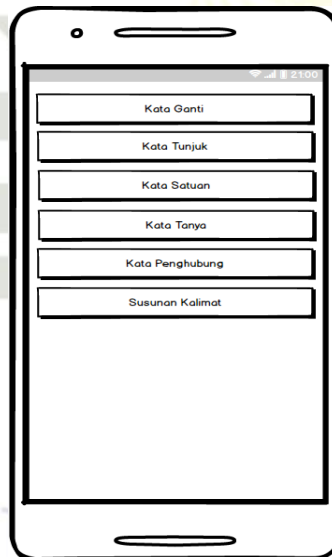 21:00
Kata Ganti
Kata Tunjuk
Kata Satuan
Kata Tanya
Kata Penghubung
Susunan Kalimat